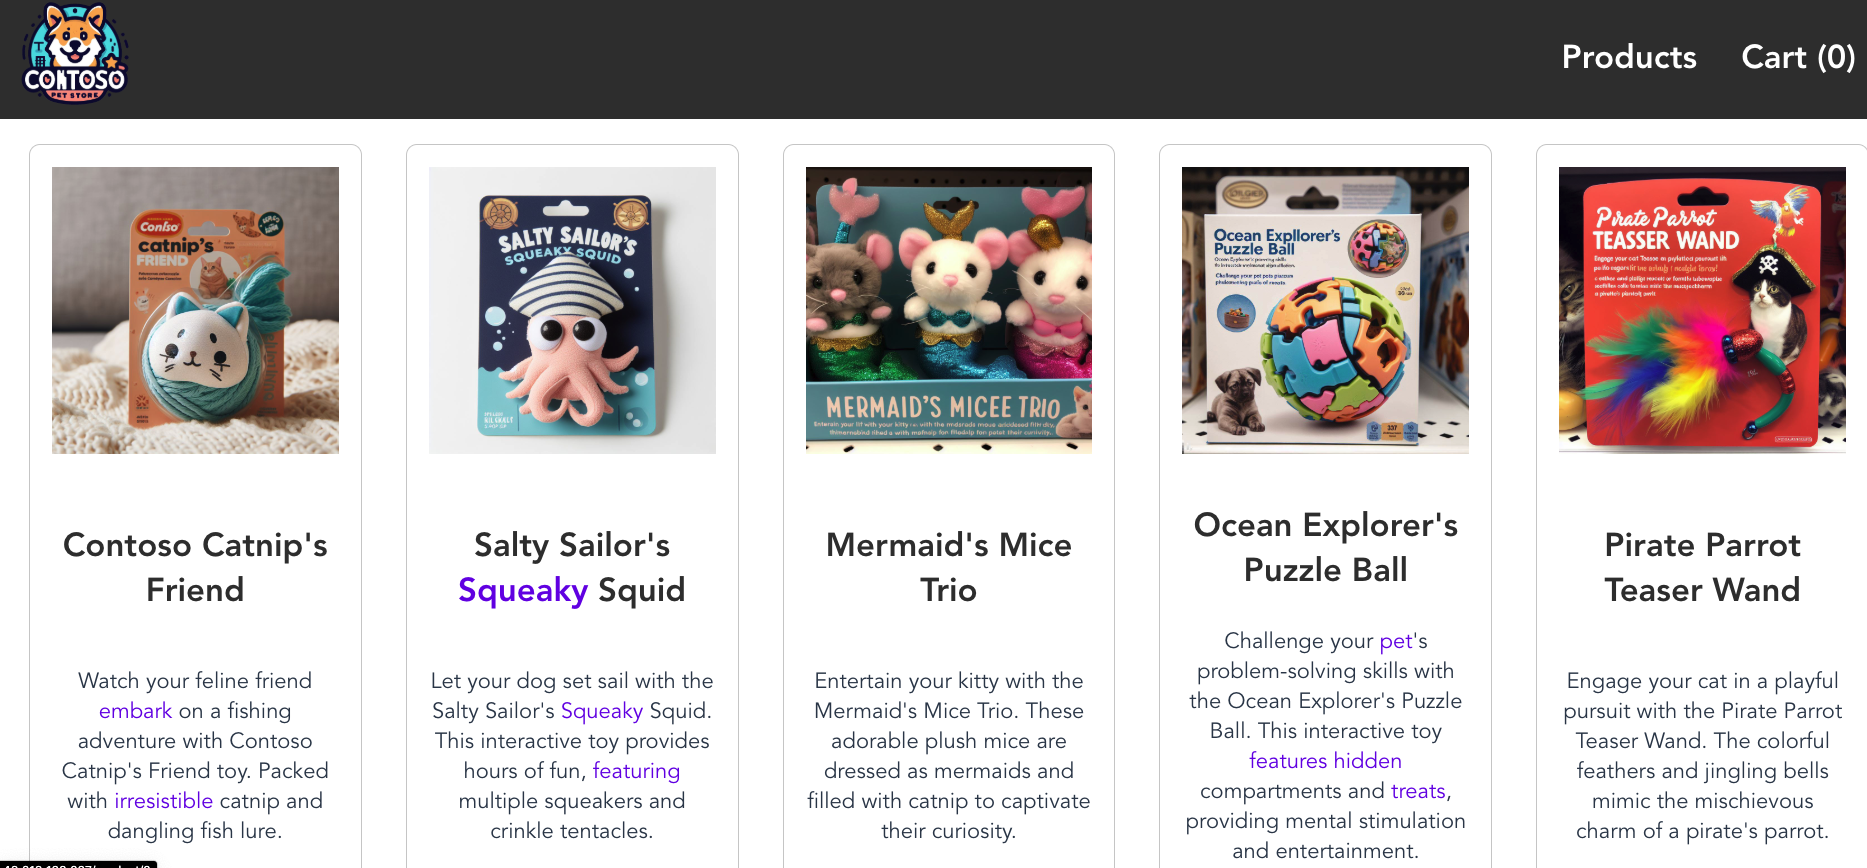 CONTOSO
PET STORE
Products
Cart (0)
ConIso
catnip's
FRIEND
SALTY SAILOR'S
SQUEAKY SQUID
MERMAID'S MICEE TRIO
Ocean Expllorer's
Puzzle Ball
Pirate Parrot
TEASSER WAND
Contoso Catnip's
Friend
Watch your feline friend
embark on a fishing
adventure with Contoso
Catnip's Friend toy. Packed
with irresistible catnip and
dangling fish lure.
Salty Sailor's
Squeaky Squid
Let your dog set sail with the
Salty Sailor's Squeaky Squid.
This interactive toy provides
hours of fun, featuring
multiple squeakers and
crinkle tentacles.
Mermaid's Mice
Trio
Entertain your kitty with the
Mermaid's Mice Trio. These
adorable plush mice are
dressed as mermaids and
filled with catnip to captivate
their curiosity.
Ocean Explorer's
Puzzle Ball
Challenge your pet's
problem-solving skills with
the Ocean Explorer's Puzzle
Ball. This interactive toy
features hidden
compartments and treats,
providing mental stimulation
and entertainment.
Pirate Parrot
Teaser Wand
Engage your cat in a playful
pursuit with the Pirate Parrot
Teaser Wand. The colorful
feathers and jingling bells
mimic the mischievous
charm of a pirate's parrot.